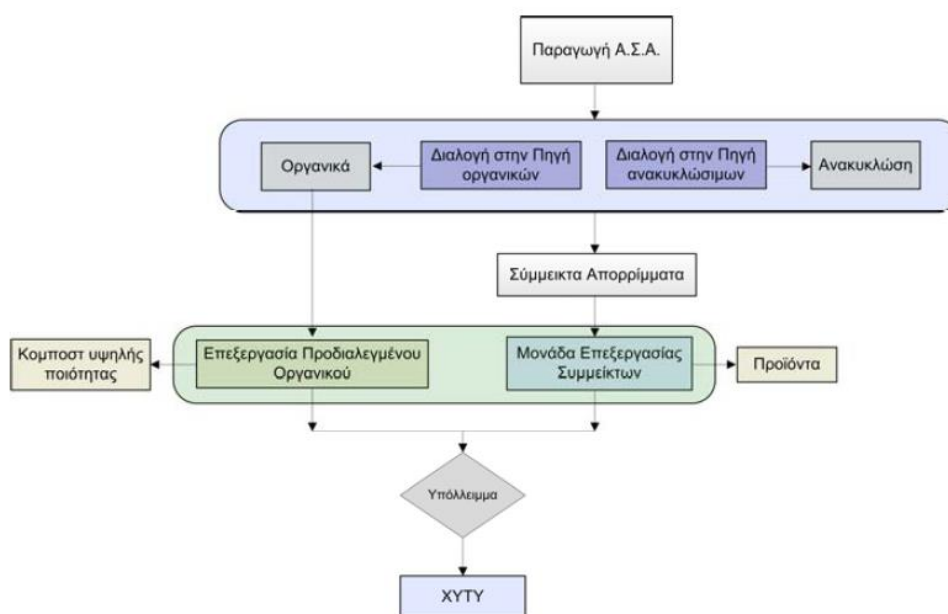 Παραγωγή Α.Σ.Α.
Οργανικά
Διαλογή στην Πηγή
οργανικών
Διαλογή στην Πηγή
ανακυκλώσιμων
Ανακυκλώση
Σύμμεικτα Απορρίμματα
Κομποστ υψηλής
ποιότητας
Επεξεργασία Προδιαλεγμένου
Οργανικού
Μονάδα Επεξεργασίας
Συμμείκτων
Προϊόντα
Υπόλλειμμα
ΧΥΤΥ